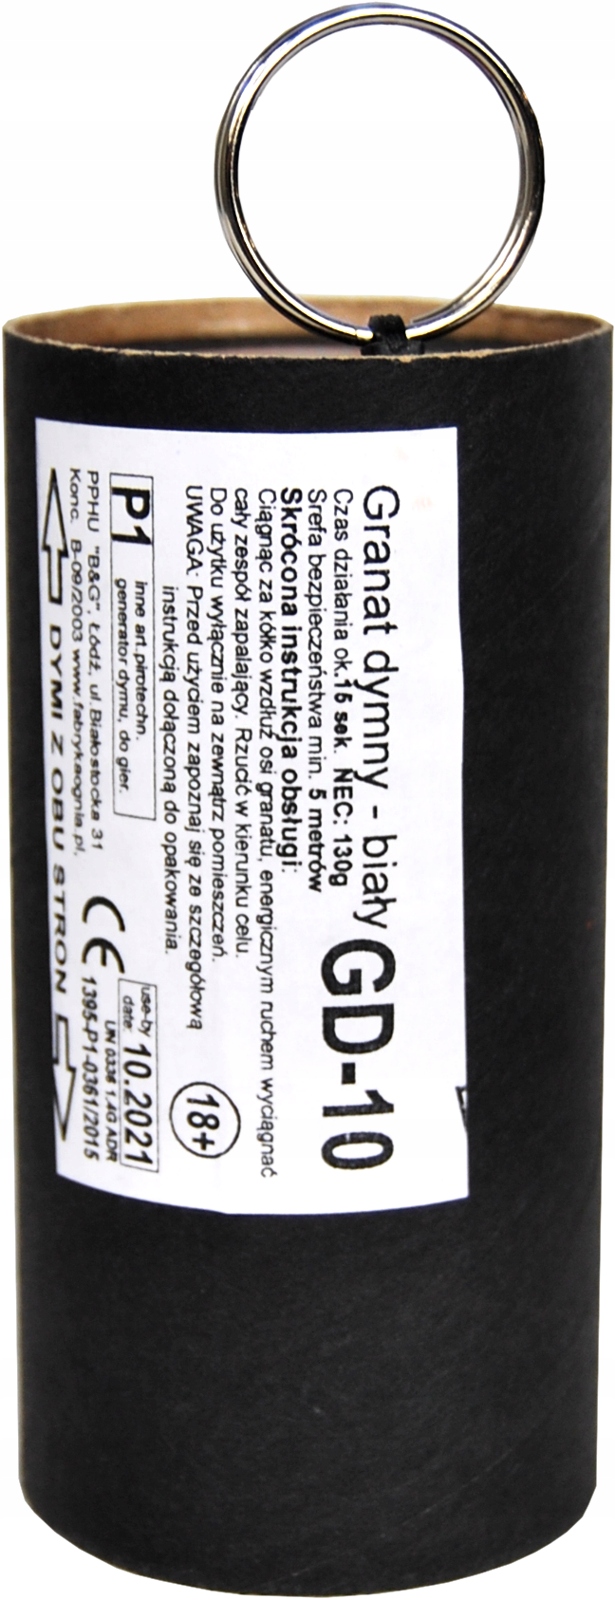 Granat dymny - biały
GD-10
Czas działania ok.15 sek. NEC: 130g
Srefa bezpieczeństwa min. 5 metrów
Skrócona instrukcja obsługi:
Ciągnąc za kółko wzdłuż osi granatu, energicznym ruchem wyciągnąć
cały zespół zapalający. Rzucić w kierunku celu.
Do użytku wyłącznie na zewnątrz pomieszczeń.
UWAGA: Przed użyciem zapoznaj się ze szczegółową
instrukcją dołączoną do opakowania.
18+
P1
inne art.pirotechn.
generator dymu, do gier.
use-by
date:
10.2021
PPHU "B&G", Łódź, ul.Białostocka 31
Konc. B-09/2003 www.fabrykaognia.pl.
CE
UN 0336 1.4G ADR
1395-P1-0361/2015
DYMI Z OBU STRON